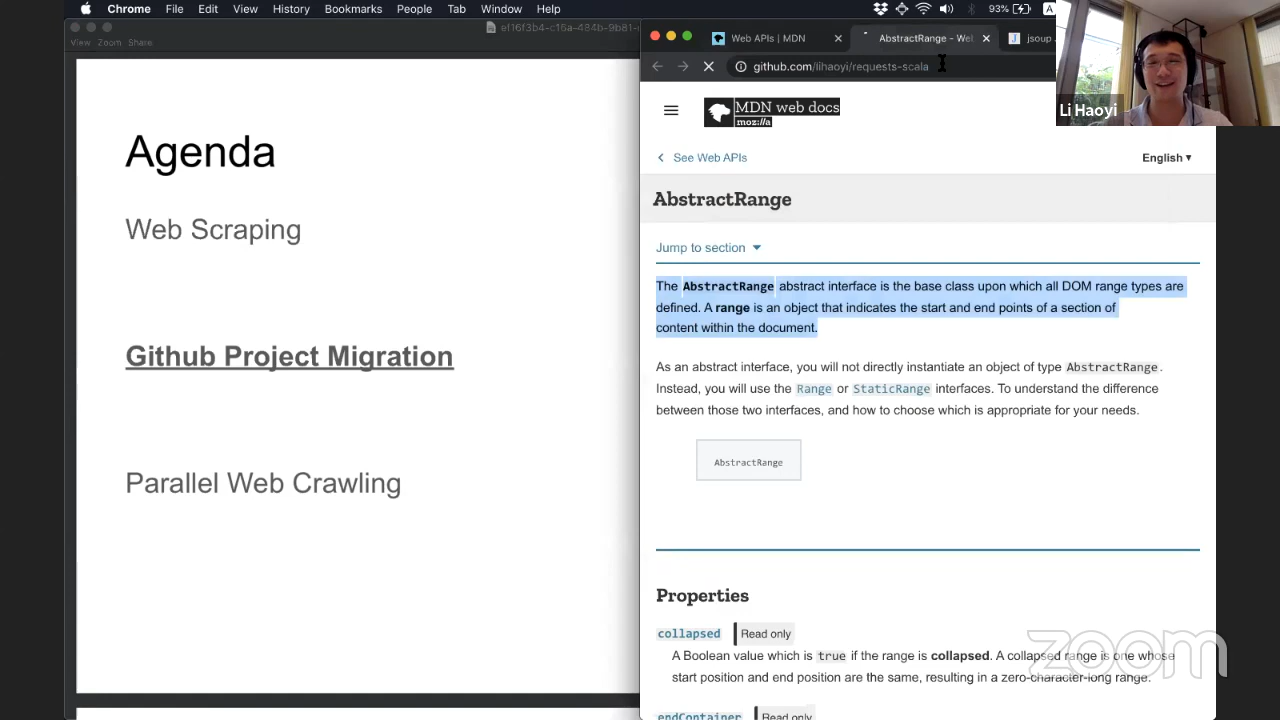 Chrome File Edit View History Bookmarks People Tab Window Help 93% A
ef16f3b4-c16a-484b-9b81-
View Zoom Share
Web APIs | MDN
AbstractRange - Wel
jsoup
github.com/lihaoyi/requests-scala
Li Haoyi
MDN web docs
moz://a
See Web APIs
English ▾
AbstractRange
Jump to section
The AbstractRange abstract interface is the base class upon which all DOM range types are
defined. A range is an object that indicates the start and end points of a section of
content within the document.
As an abstract interface, you will not directly instantiate an object of type AbstractRange.
Instead, you will use the Range or StaticRange interfaces. To understand the difference
between those two interfaces, and how to choose which is appropriate for your needs.
AbstractRange
Properties
collapsed Read only
A Boolean value which is true if the range is collapsed. A collapsed range is one whose
start position and end position are the same, resulting in a zero-character-long range.
endContainer Read only
Agenda
Web Scraping
Github Project Migration
Parallel Web Crawling
zoom